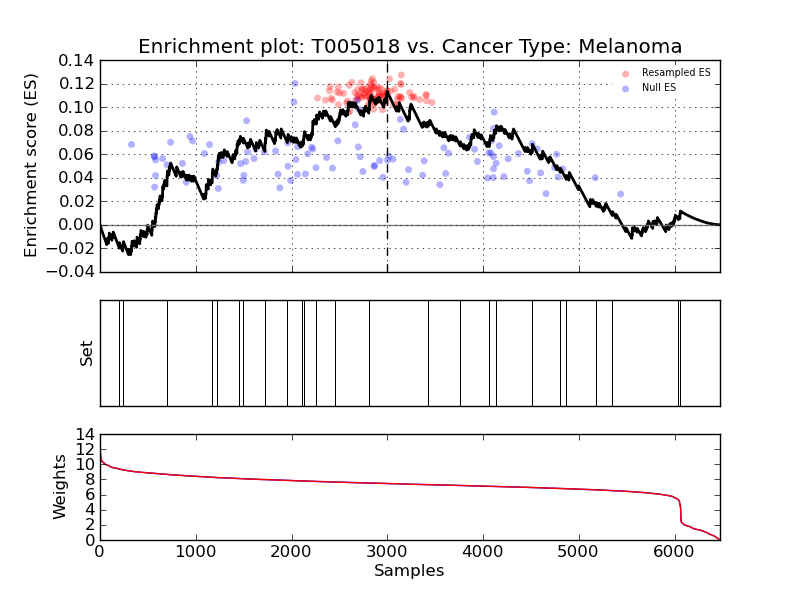 Enrichment plot: T005018 vs. Cancer Type: Melanoma
Enrichment score (ES)
0.14
0.12
0.10
0.08
0.06
0.04
0.02
0.00
−0.02
−0.04
Resampled ES
Null ES
Set
Weights
14
12
10
8
6
4
2
0
0 1000 2000 3000 4000 5000 6000
Samples